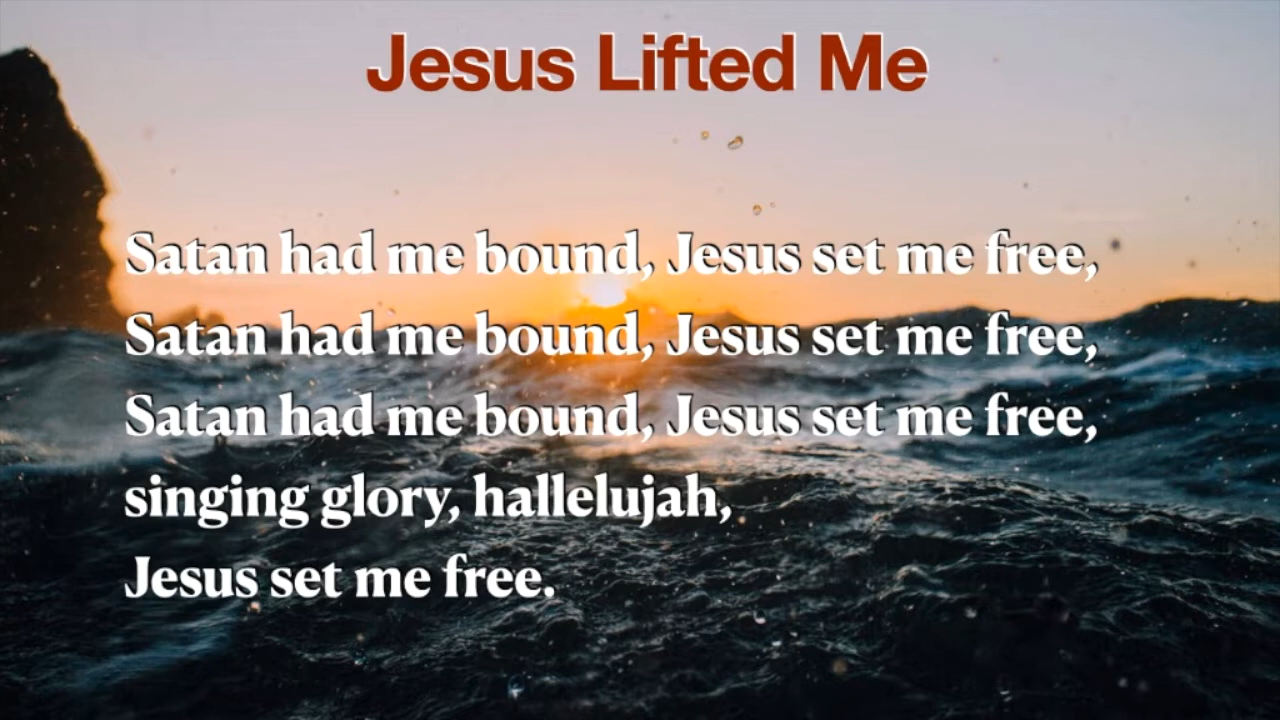 Jesus Lifted Me
Satan had me bound, Jesus set me free,
Satan had me bound, Jesus set me free,
Satan had me bound, Jesus set me free,
singing glory, hallelujah,
Jesus set me free.